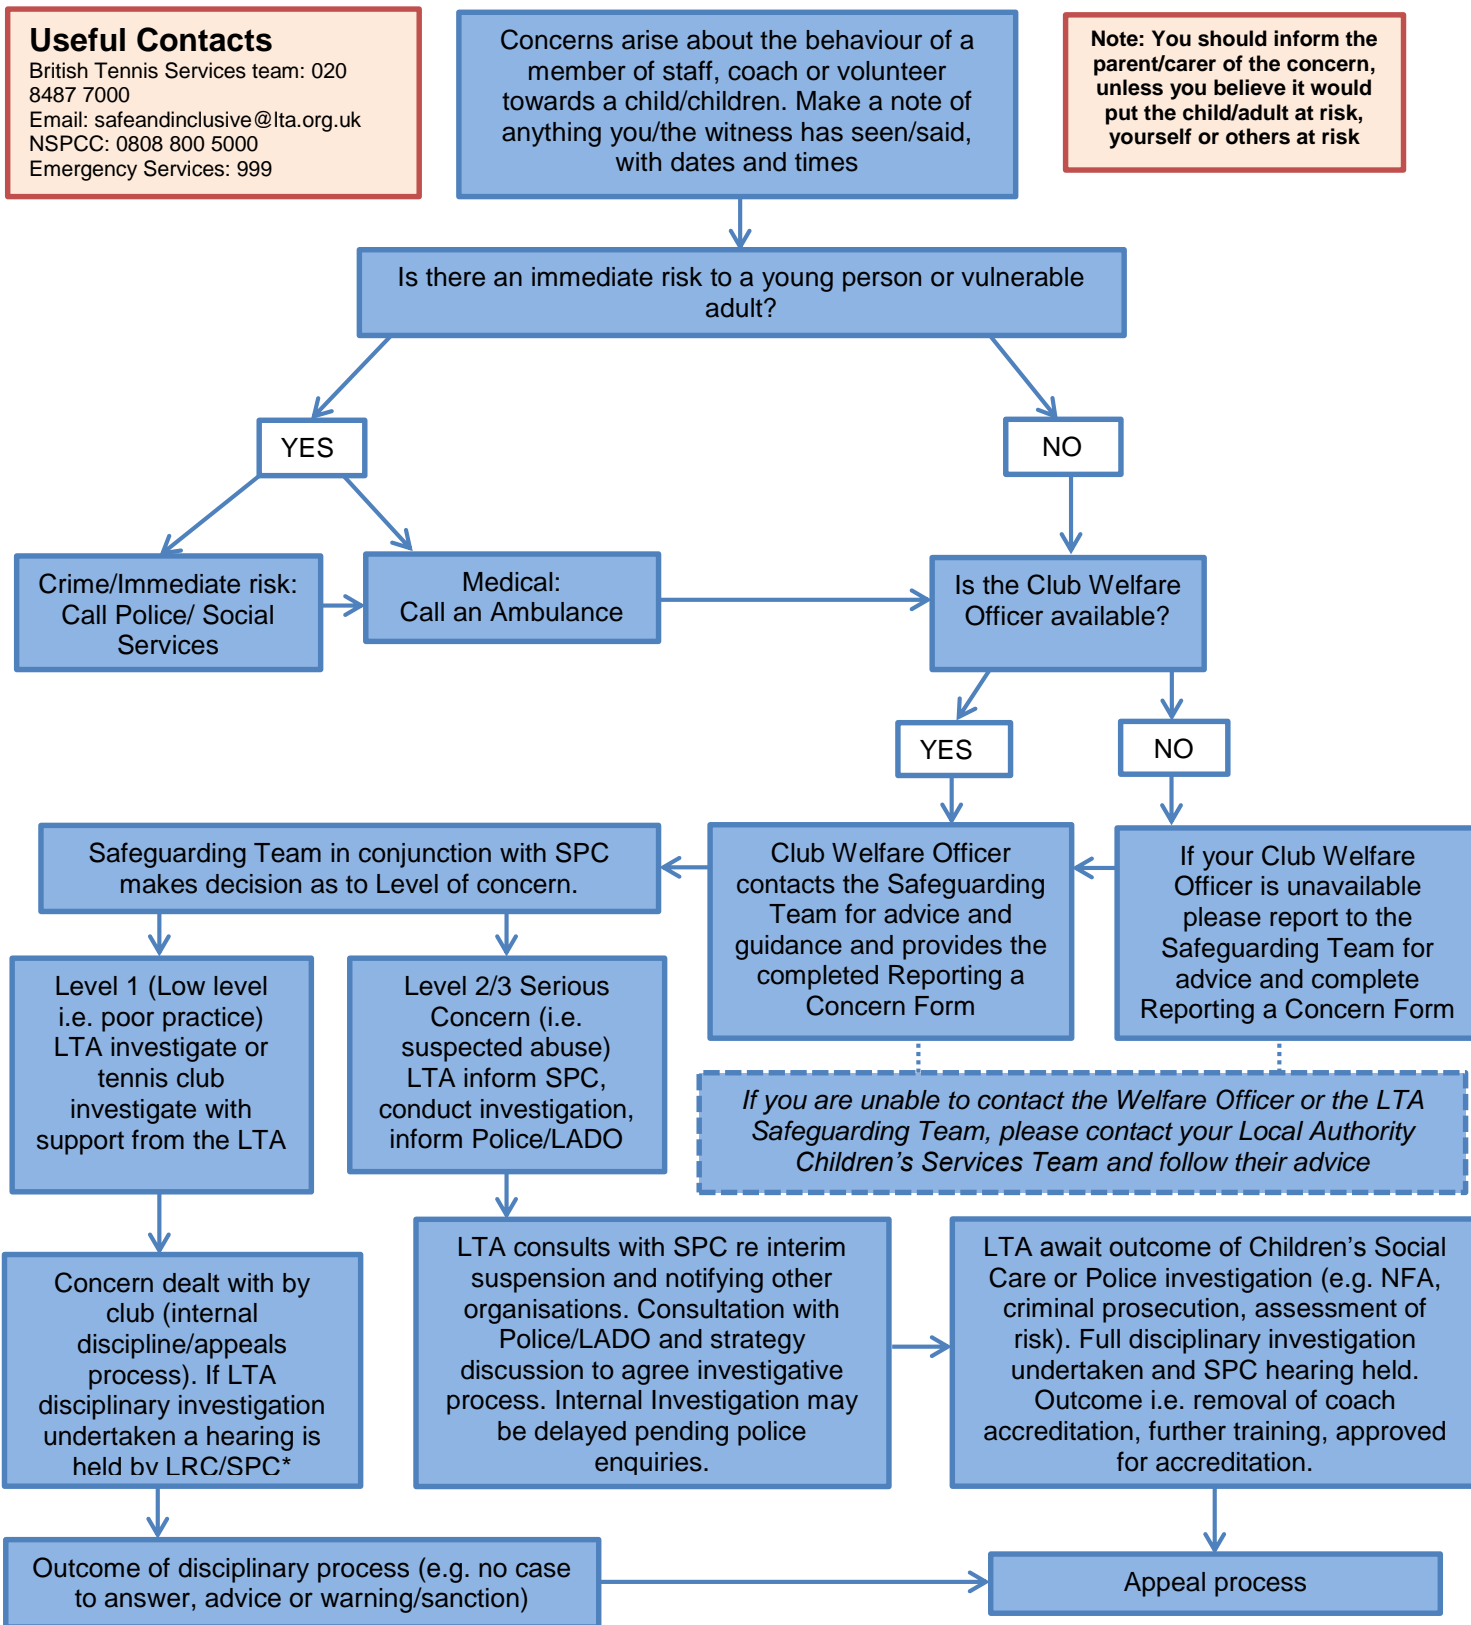 Useful Contacts
British Tennis Services team: 020
8487 7000
Email: safeandinclusive@lta.org.uk
NSPCC: 0808 800 5000
Emergency Services: 999
Concerns arise about the behaviour of a
member of staff, coach or volunteer
towards a child/children. Make a note of
anything you/the witness has seen/said,
with dates and times
Note: You should inform the
parent/carer of the concern,
unless you believe it would
put the child/adult at risk,
yourself or others at risk
Is there an immediate risk to a young person or vulnerable
adult?
YES
NO
Crime/Immediate risk:
Call Police/ Social
Services
Medical:
Call an Ambulance
Is the Club Welfare
Officer available?
YES
NO
Safeguarding Team in conjunction with SPC
makes decision as to Level of concern.
Club Welfare Officer
contacts the Safeguarding
Team for advice and
guidance and provides the
completed Reporting a
Concern Form
If your Club Welfare
Officer is unavailable
please report to the
Safeguarding Team for
advice and complete
Reporting a Concern Form
Level 1 (Low level
i.e. poor practice)
LTA investigate or
tennis club
investigate with
support from the LTA
Level 2/3 Serious
Concern (i.e.
suspected abuse)
LTA inform SPC,
conduct investigation,
inform Police/LADO
If you are unable to contact the Welfare Officer or the LTA
Safeguarding Team, please contact your Local Authority
Children’s Services Team and follow their advice
Concern dealt with by
club (internal
discipline/appeals
process). If LTA
disciplinary investigation
undertaken a hearing is
held by LRC/SPC*
LTA consults with SPC re interim
suspension and notifying other
organisations. Consultation with
Police/LADO and strategy
discussion to agree investigative
process. Internal Investigation may
be delayed pending police
enquiries.
LTA await outcome of Children’s Social
Care or Police investigation (e.g. NFA,
criminal prosecution, assessment of
risk). Full disciplinary investigation
undertaken and SPC hearing held.
Outcome i.e. removal of coach
accreditation, further training, approved
for accreditation.
Outcome of disciplinary process (e.g. no case
to answer, advice or warning/sanction)
Appeal process